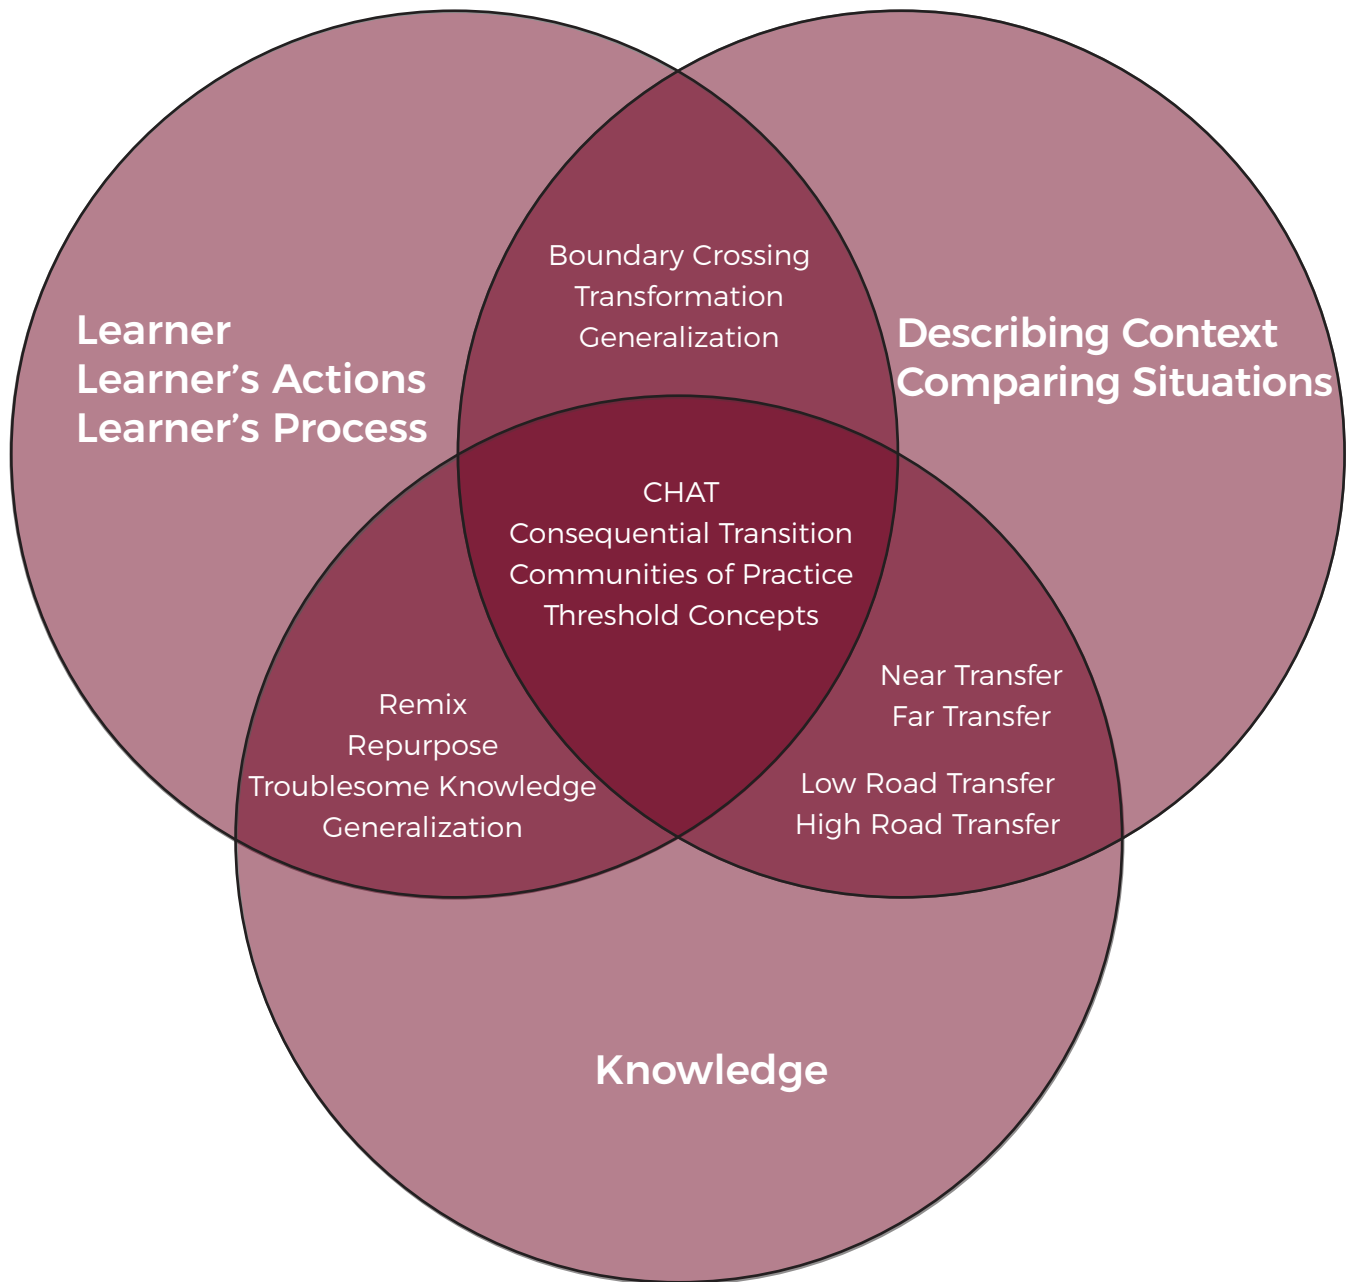 Boundary Crossing
Transformation
Generalization
Learner
Learner’s Actions
Learner’s Process
Describing Context
Comparing Situations
CHAT
Consequential Transition
Communities of Practice
Threshold Concepts
Remix
Repurpose
Troublesome Knowledge
Generalization
Near Transfer
Far Transfer
Low Road Transfer
High Road Transfer
Knowledge